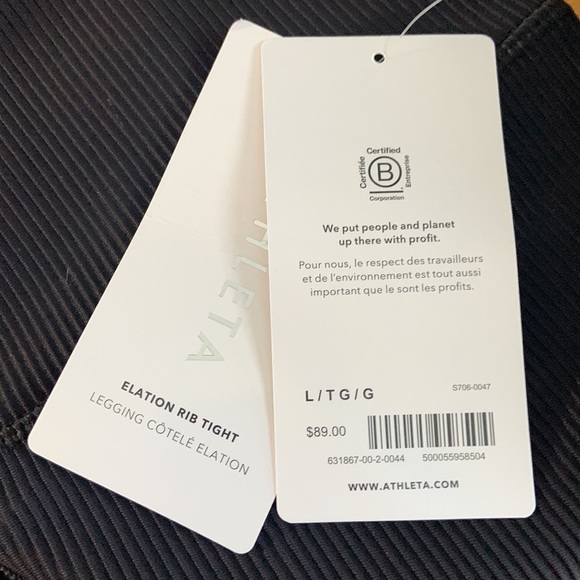 ATHLETA
ELATION RIB TIGHT
LEGGING CÔTELÉ ELATION
Certified
Certifiée
B
Entreprise
Corporation
We put people and planet
up there with profit.
Pour nous, le respect des travailleurs
et de l'environnement est tout aussi
important que le sont les profits.
S706-0047
L/TG/G
$89.00
631867-00-2-0044 500055958504
WWW.ATHLETA.COM